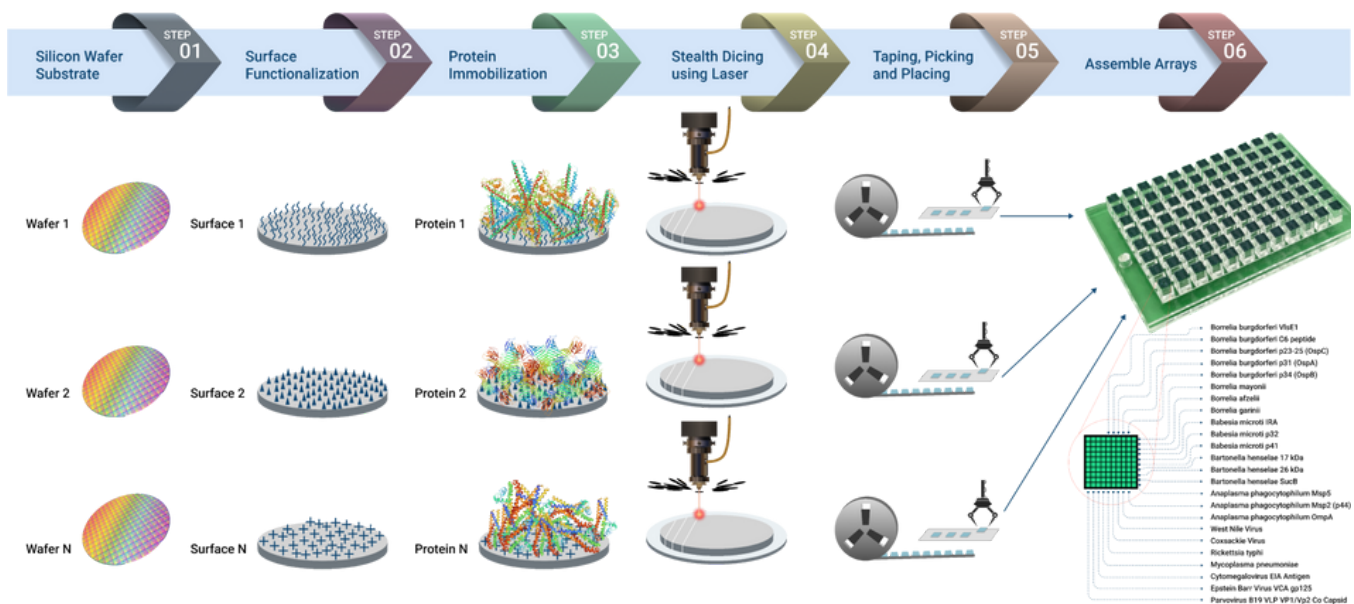 STEP
01
Silicon Wafer
Substrate
STEP
02
Surface
Functionalization
STEP
03
Protein
Immobilization
STEP
04
Stealth Dicing
using Laser
STEP
05
Taping, Picking
and Placing
STEP
06
Assemble Arrays
Wafer 1
Surface 1
Protein 1
Wafer 2
Surface 2
Protein 2
Wafer N
Surface N
Protein N
Borrelia burgdorferi VlsE1
Borrelia burgdorferi C6 peptide
Borrelia burgdorferi p23-25 (OspC)
Borrelia burgdorferi p31 (OspA)
Borrelia burgdorferi p34 (OspB)
Borrelia mayonii
Borrelia afzelii
Borrelia garinii
Babesia microti IRA
Babesia microti p32
Babesia microti p41
Bartonella henselae 17 kDa
Bartonella henselae 26 kDa
Bartonella henselae SucB
Anaplasma phagocytophilum Msp5
Anaplasma phagocytophilum Msp2 (p44)
Anaplasma phagocytophilum OmpA
West Nile Virus
Coxsackie Virus
Rickettsia typhi
Mycoplasma pneumoniae
Cytomegalovirus EIA Antigen
Epstein Barr Virus VCA gp125
Parvovirus B19 VLP VP1/Vp2 Co Capsid